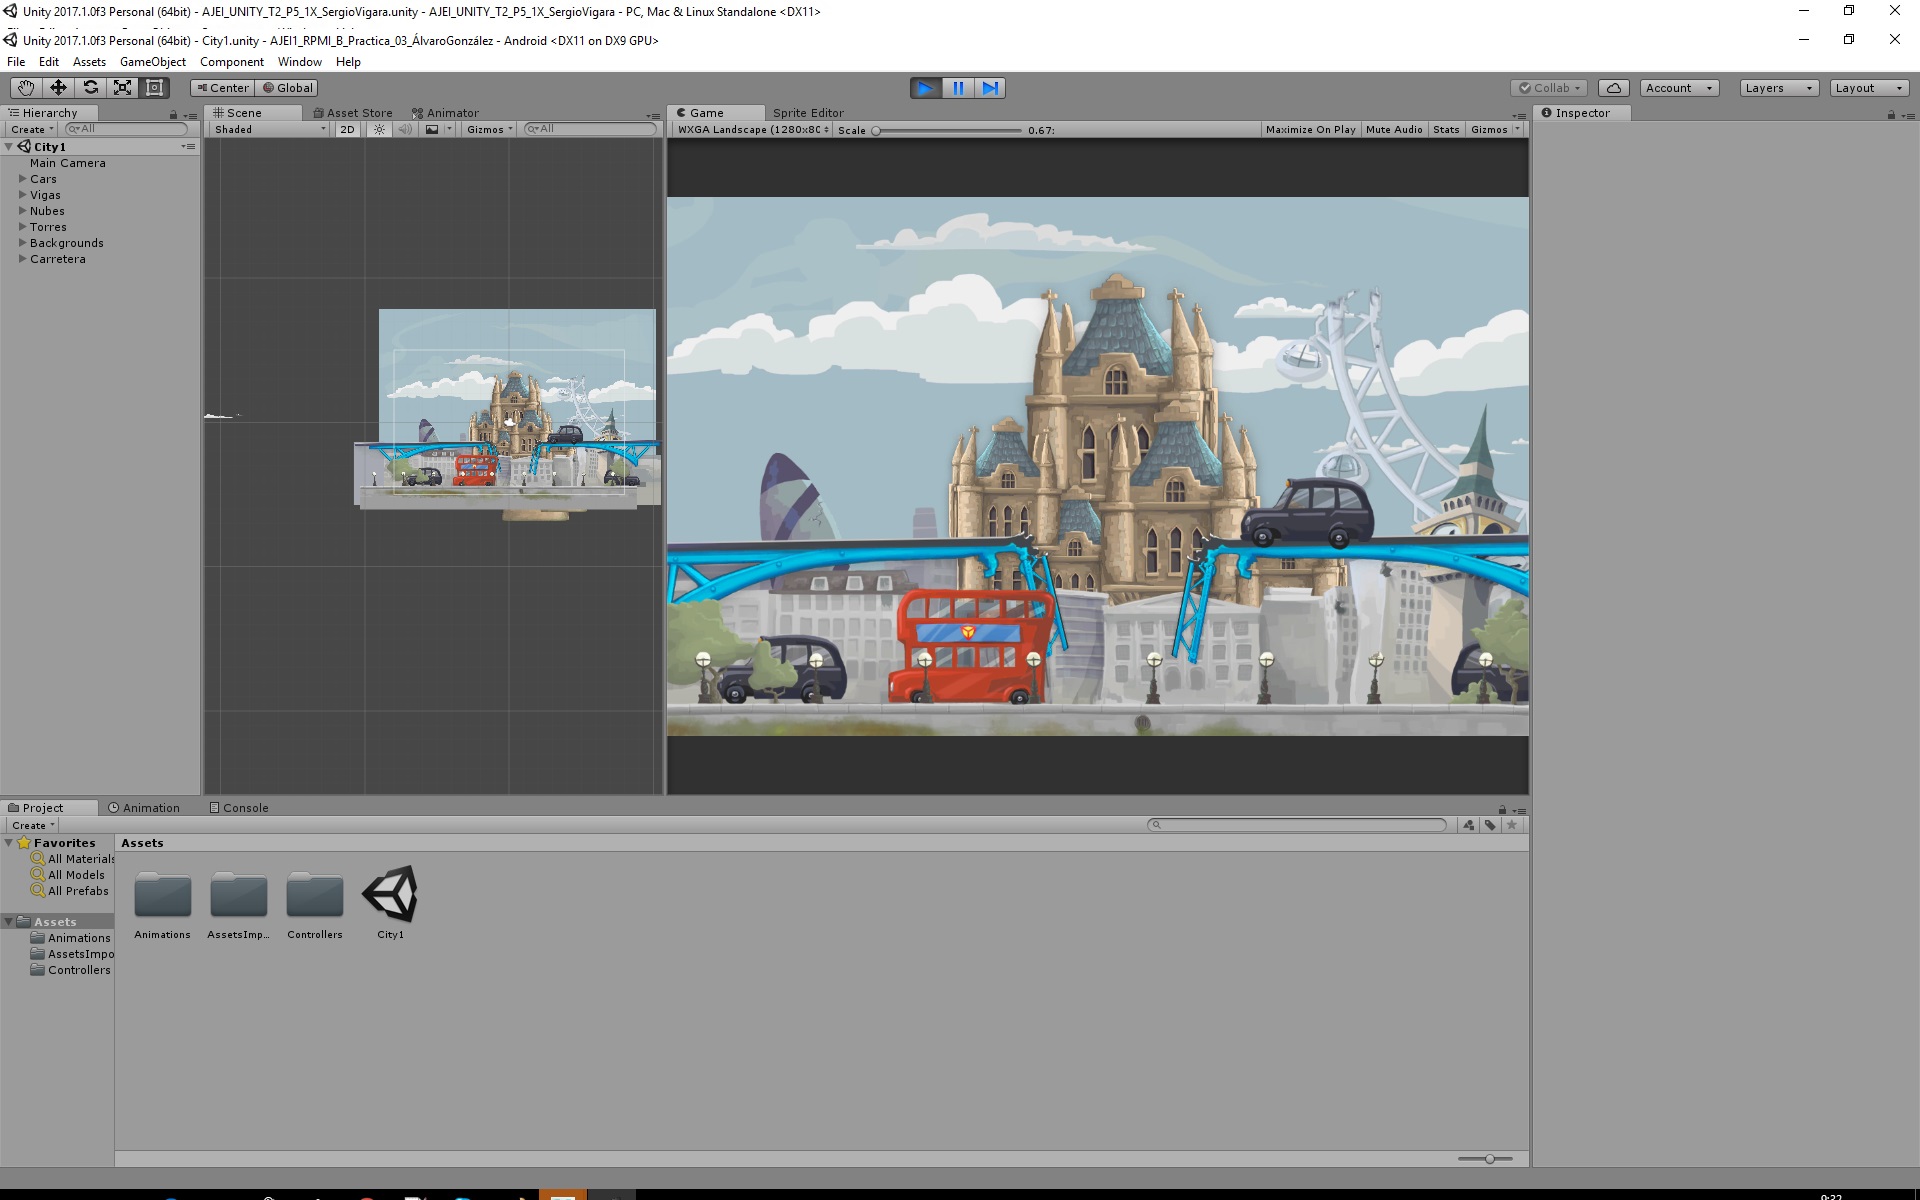 Unity 2017.1.0f3 Personal (64bit) - AJEI_UNITY_T2_P5_1X_SergioVigara.unity - AJEI_UNITY_T2_P5_1X_SergioVigara - PC, Mac & Linux Standalone <DX11>
Unity 2017.1.0f3 Personal (64bit) - City1.unity - AJEI1_RPMI_B_Practica_03_ÁlvaroGonzález - Android <DX11 on DX9 GPU>
File Edit Assets GameObject Component Window Help
Center Global Collab Account Layers Layout
Hierarchy Scene Asset Store Animator Game Sprite Editor Inspector
Create All Shaded 2D Gizmos All WXGA Landscape (1280x80 Scale 0.67: Maximize On Play Mute Audio Stats Gizmos
City1
Main Camera
Cars
Vigas
Nubes
Torres
Backgrounds
Carretera
Project Animation Console
Create
Favorites Assets
All Materials
All Models
All Prefabs
Assets
Animations
AssetsImpo
Controllers
Animations AssetsImp... Controllers City1